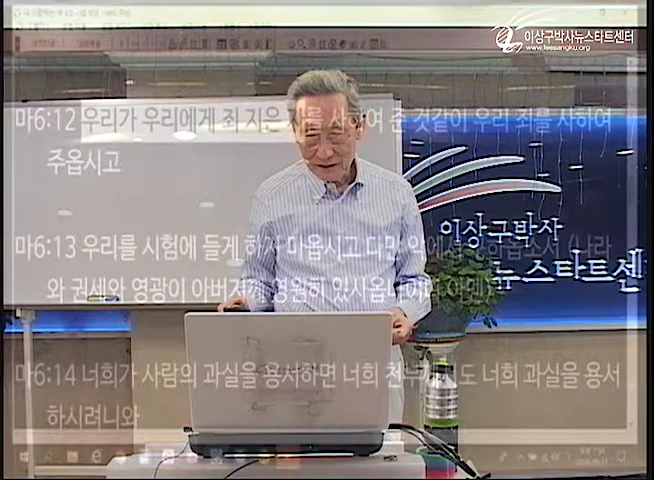 이상구박사뉴스타트센터
www.leesangku.org
마6:12 우리가 우리에게 죄 지은 자를 사하여 준 것같이 우리 죄를 사하여
주옵시고
이상구박사
마6:13 우리를 시험에 들게 하지 마옵시고 다만 악에서 구하옵소서 (나라
와 권세와 영광이 아버지께 영원히 있사옵나이다 아멘)
뉴스타트센
마6:14 너희가 사람의 과실을 용서하면 너희 천부께서도 너희 과실을 용서
하시려니와